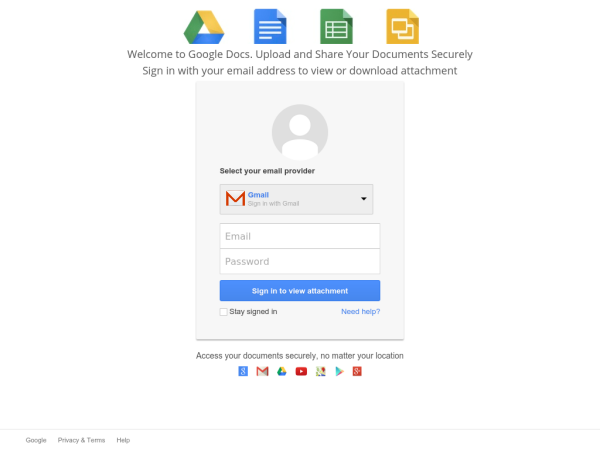 Welcome to Google Docs. Upload and Share Your Documents Securely
Sign in with your email address to view or download attachment
Select your email provider
Gmail
Sign in with Gmail
Email
Password
Sign in to view attachment
Stay signed in Need help?
Access your documents securely, no matter your location
Google Privacy & Terms Help